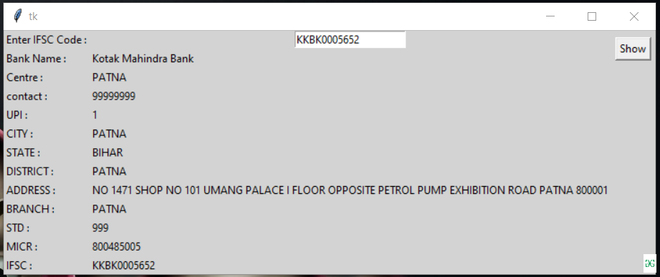 tk
Enter IFSC Code : KKBK0005652
Show
Bank Name : Kotak Mahindra Bank
Centre : PATNA
contact : 99999999
UPI : 1
CITY : PATNA
STATE : BIHAR
DISTRICT : PATNA
ADDRESS : NO 1471 SHOP NO 101 UMANG PALACE I FLOOR OPPOSITE PETROL PUMP EXHIBITION ROAD PATNA 800001
BRANCH : PATNA
STD : 999
MICR : 800485005
IFSC : KKBK0005652